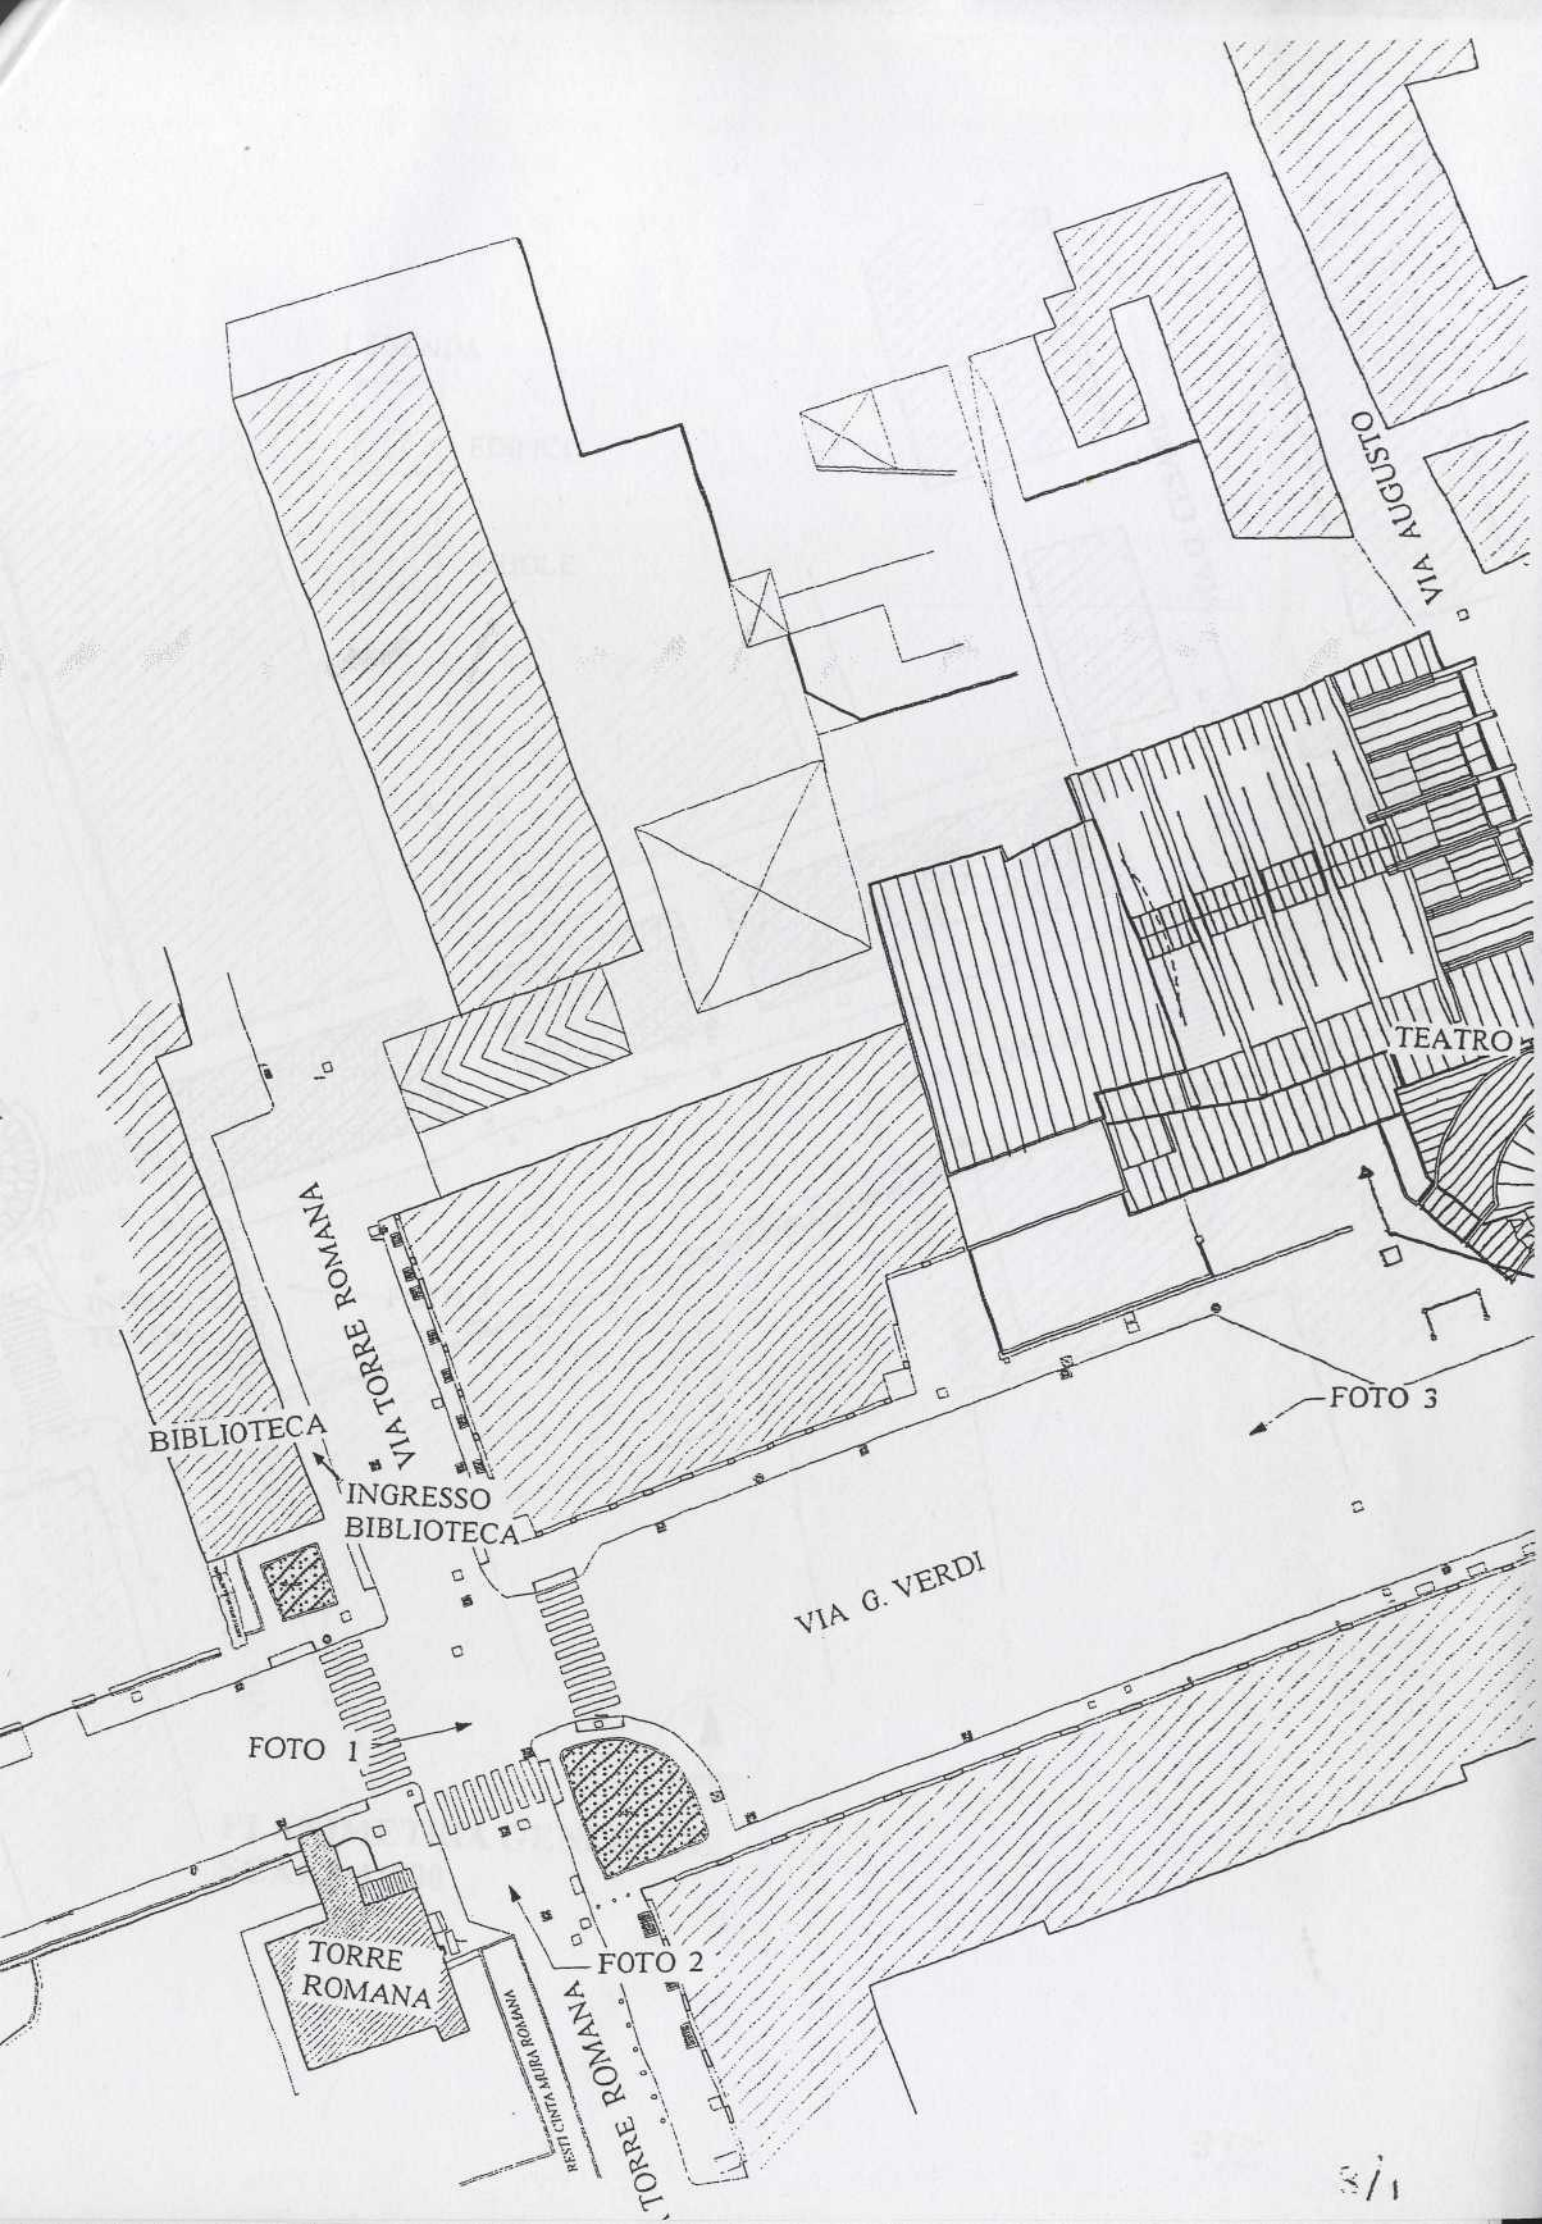 VIA AUGUSTO
TEATRO
VIA TORRE ROMANA
FOTO 3
BIBLIOTECA
INGRESSO
BIBLIOTECA
VIA G. VERDI
FOTO 1
TORRE
ROMANA
FOTO 2
RESTI CINTA MURA ROMANA
TORRE ROMANA